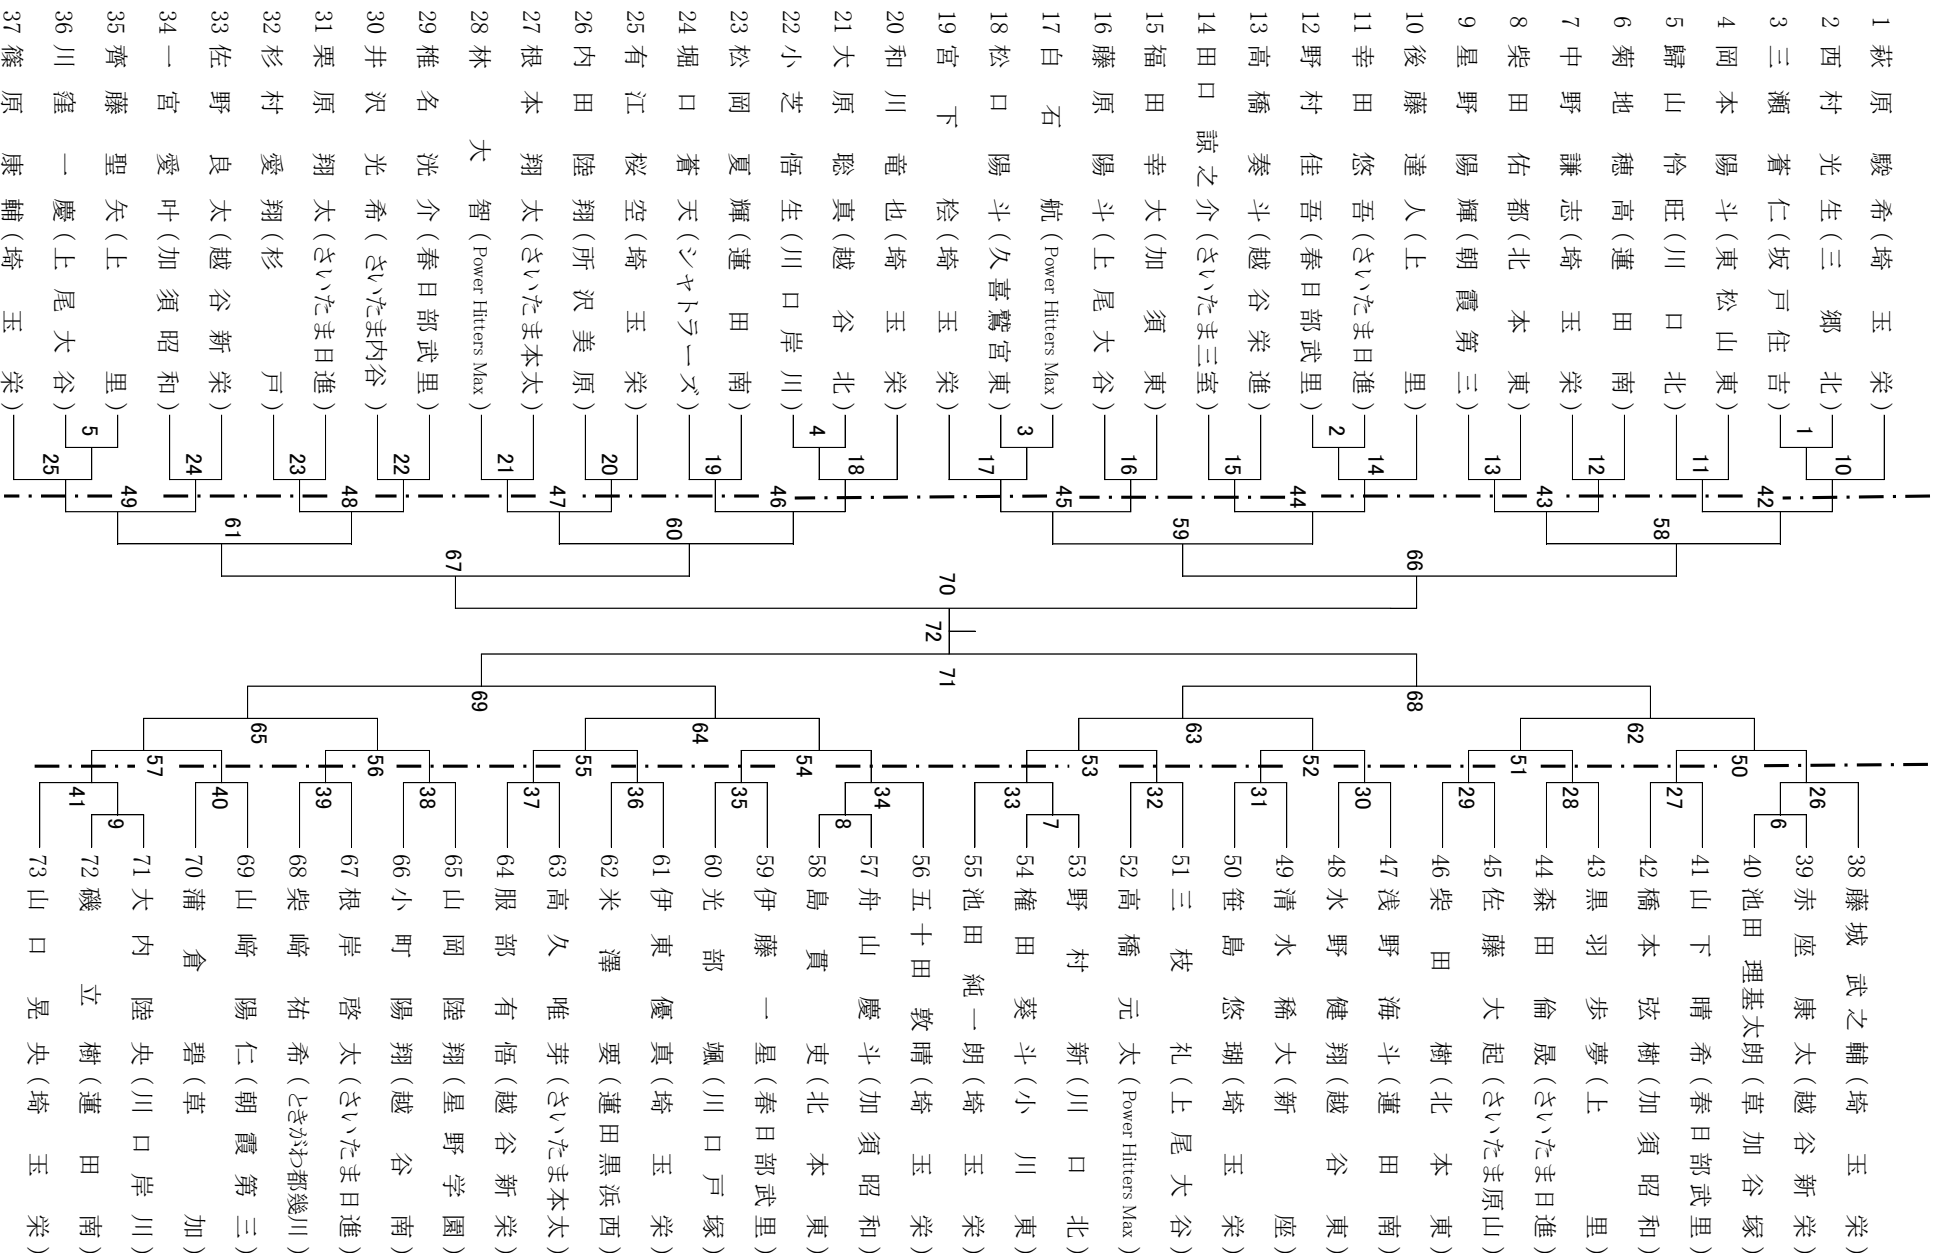 1 萩原 駿希(埼玉栄)
2 西村 光生(三郷北)
3 三瀬 蒼仁(坂戸住吉)
4 岡本 陽斗(東松山東)
5 歸山 怜旺(川口北)
6 菊地 穂高(蓮田南)
7 中野 謙志(埼玉栄)
8 柴田 佑都(北本東)
9 星野 陽輝(朝霞第三)
10 後藤 達人(上里)
11 幸田 悠吾(さいたま日進)
12 野村 佳吾(春日部武里)
13 高橋 奏斗(越谷栄進)
14 田口 諒之介(さいたま三室)
15 福田 幸大(加須東)
16 藤原 陽斗(上尾大谷)
17 白石 航(Power Hitters Max)
18 松口 陽斗(久喜鷲宮東)
19 宮下 桧(埼玉栄)
20 和川 竜也(埼玉栄)
21 大原 聡真(越谷北)
22 小芝 悟生(川口岸川)
23 松岡 夏輝(蓮田南)
24 堀口 蒼天(シャトラーズ)
25 有江 桜空(埼玉栄)
26 内田 陸翔(所沢美原)
27 根本 翔太(さいたま本太)
28 林 大智(Power Hitters Max)
29 椎名 洸介(春日部武里)
30 井沢 光希(さいたま内谷)
31 栗原 翔太(さいたま日進)
32 杉村 愛翔(杉戸)
33 佐野 良太(越谷新栄)
34 一宮 愛叶(加須昭和)
35 齊藤 聖矢(上里)
36 川窪 一慶(上尾大谷)
37 篠原 康輔(埼玉栄)
1
2
3
4
5
10
11
12
13
14
15
16
17
18
19
20
21
22
23
24
25
42
43
44
45
46
47
48
49
58
59
60
61
66
67
70
72
71
68
69
62
63
64
65
50
51
52
53
54
55
56
57
26
27
28
29
30
31
32
33
34
35
36
37
38
39
40
41
6
7
8
9
38 藤城 武之輔(埼玉栄)
39 赤座 康太(越谷新栄)
40 池田 理基太朗(草加谷塚)
41 山下 晴希(春日部武里)
42 橋本 弦樹(加須昭和)
43 黒羽 歩夢(上里)
44 森田 倫晟(さいたま日進)
45 佐藤 大起(さいたま原山)
46 柴田 樹(北本東)
47 浅野 海斗(蓮田南)
48 水野 健翔(越谷東)
49 清水 稀大(新座)
50 笹島 悠瑚(埼玉栄)
51 三枝 礼(上尾大谷)
52 高橋 元太(Power Hitters Max)
53 野村 新(川口北)
54 権田 葵斗(小川東)
55 池田 純一朗(埼玉栄)
56 五十田 敦晴(埼玉栄)
57 舟山 慶斗(加須昭和)
58 島貫 吏(北本東)
59 伊藤 一星(春日部武里)
60 光部 颯(川口戸塚)
61 伊東 優真(埼玉栄)
62 米澤 要(蓮田黒浜西)
63 高久 唯芽(さいたま本太)
64 服部 有悟(越谷新栄)
65 山岡 陸翔(星野学園)
66 小町 陽翔(越谷南)
67 根岸 啓太(さいたま日進)
68 柴﨑 祐希(ときがわ都幾川)
69 山﨑 陽仁(朝霞第三)
70 蒲倉 碧(草加)
71 大内 陸央(川口岸川)
72 磯 立樹(蓮田南)
73 山口 晃央(埼玉栄)